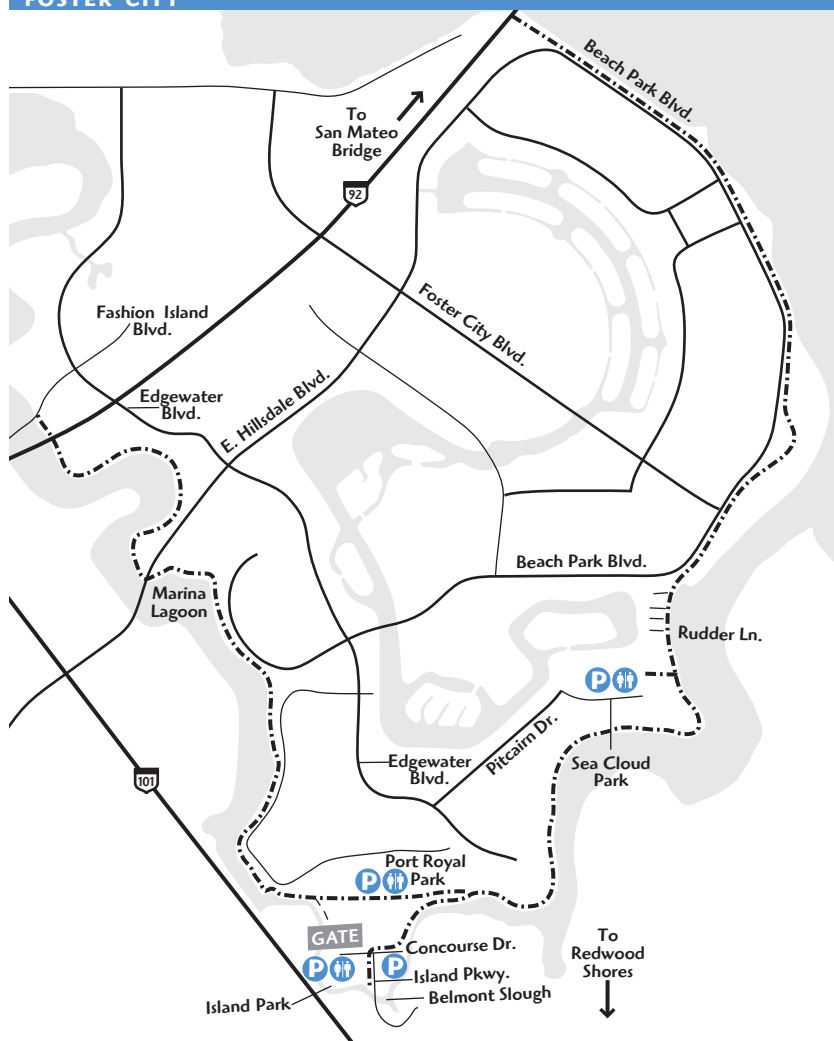 FOSTER CITY
Beach Park Blvd.
To
San Mateo
Bridge
92
Foster City Blvd.
Fashion Island
Blvd.
Edgewater
Blvd.
E. Hillsdale Blvd.
Beach Park Blvd.
Marina
Lagoon
Rudder Ln.
P
Pitcairn Dr.
Edgewater
Blvd.
Sea Cloud
Park
101
Port Royal
Park
P
GATE
To
Redwood
Shores
Concourse Dr.
P
P
Island Pkwy.
Belmont Slough
Island Park